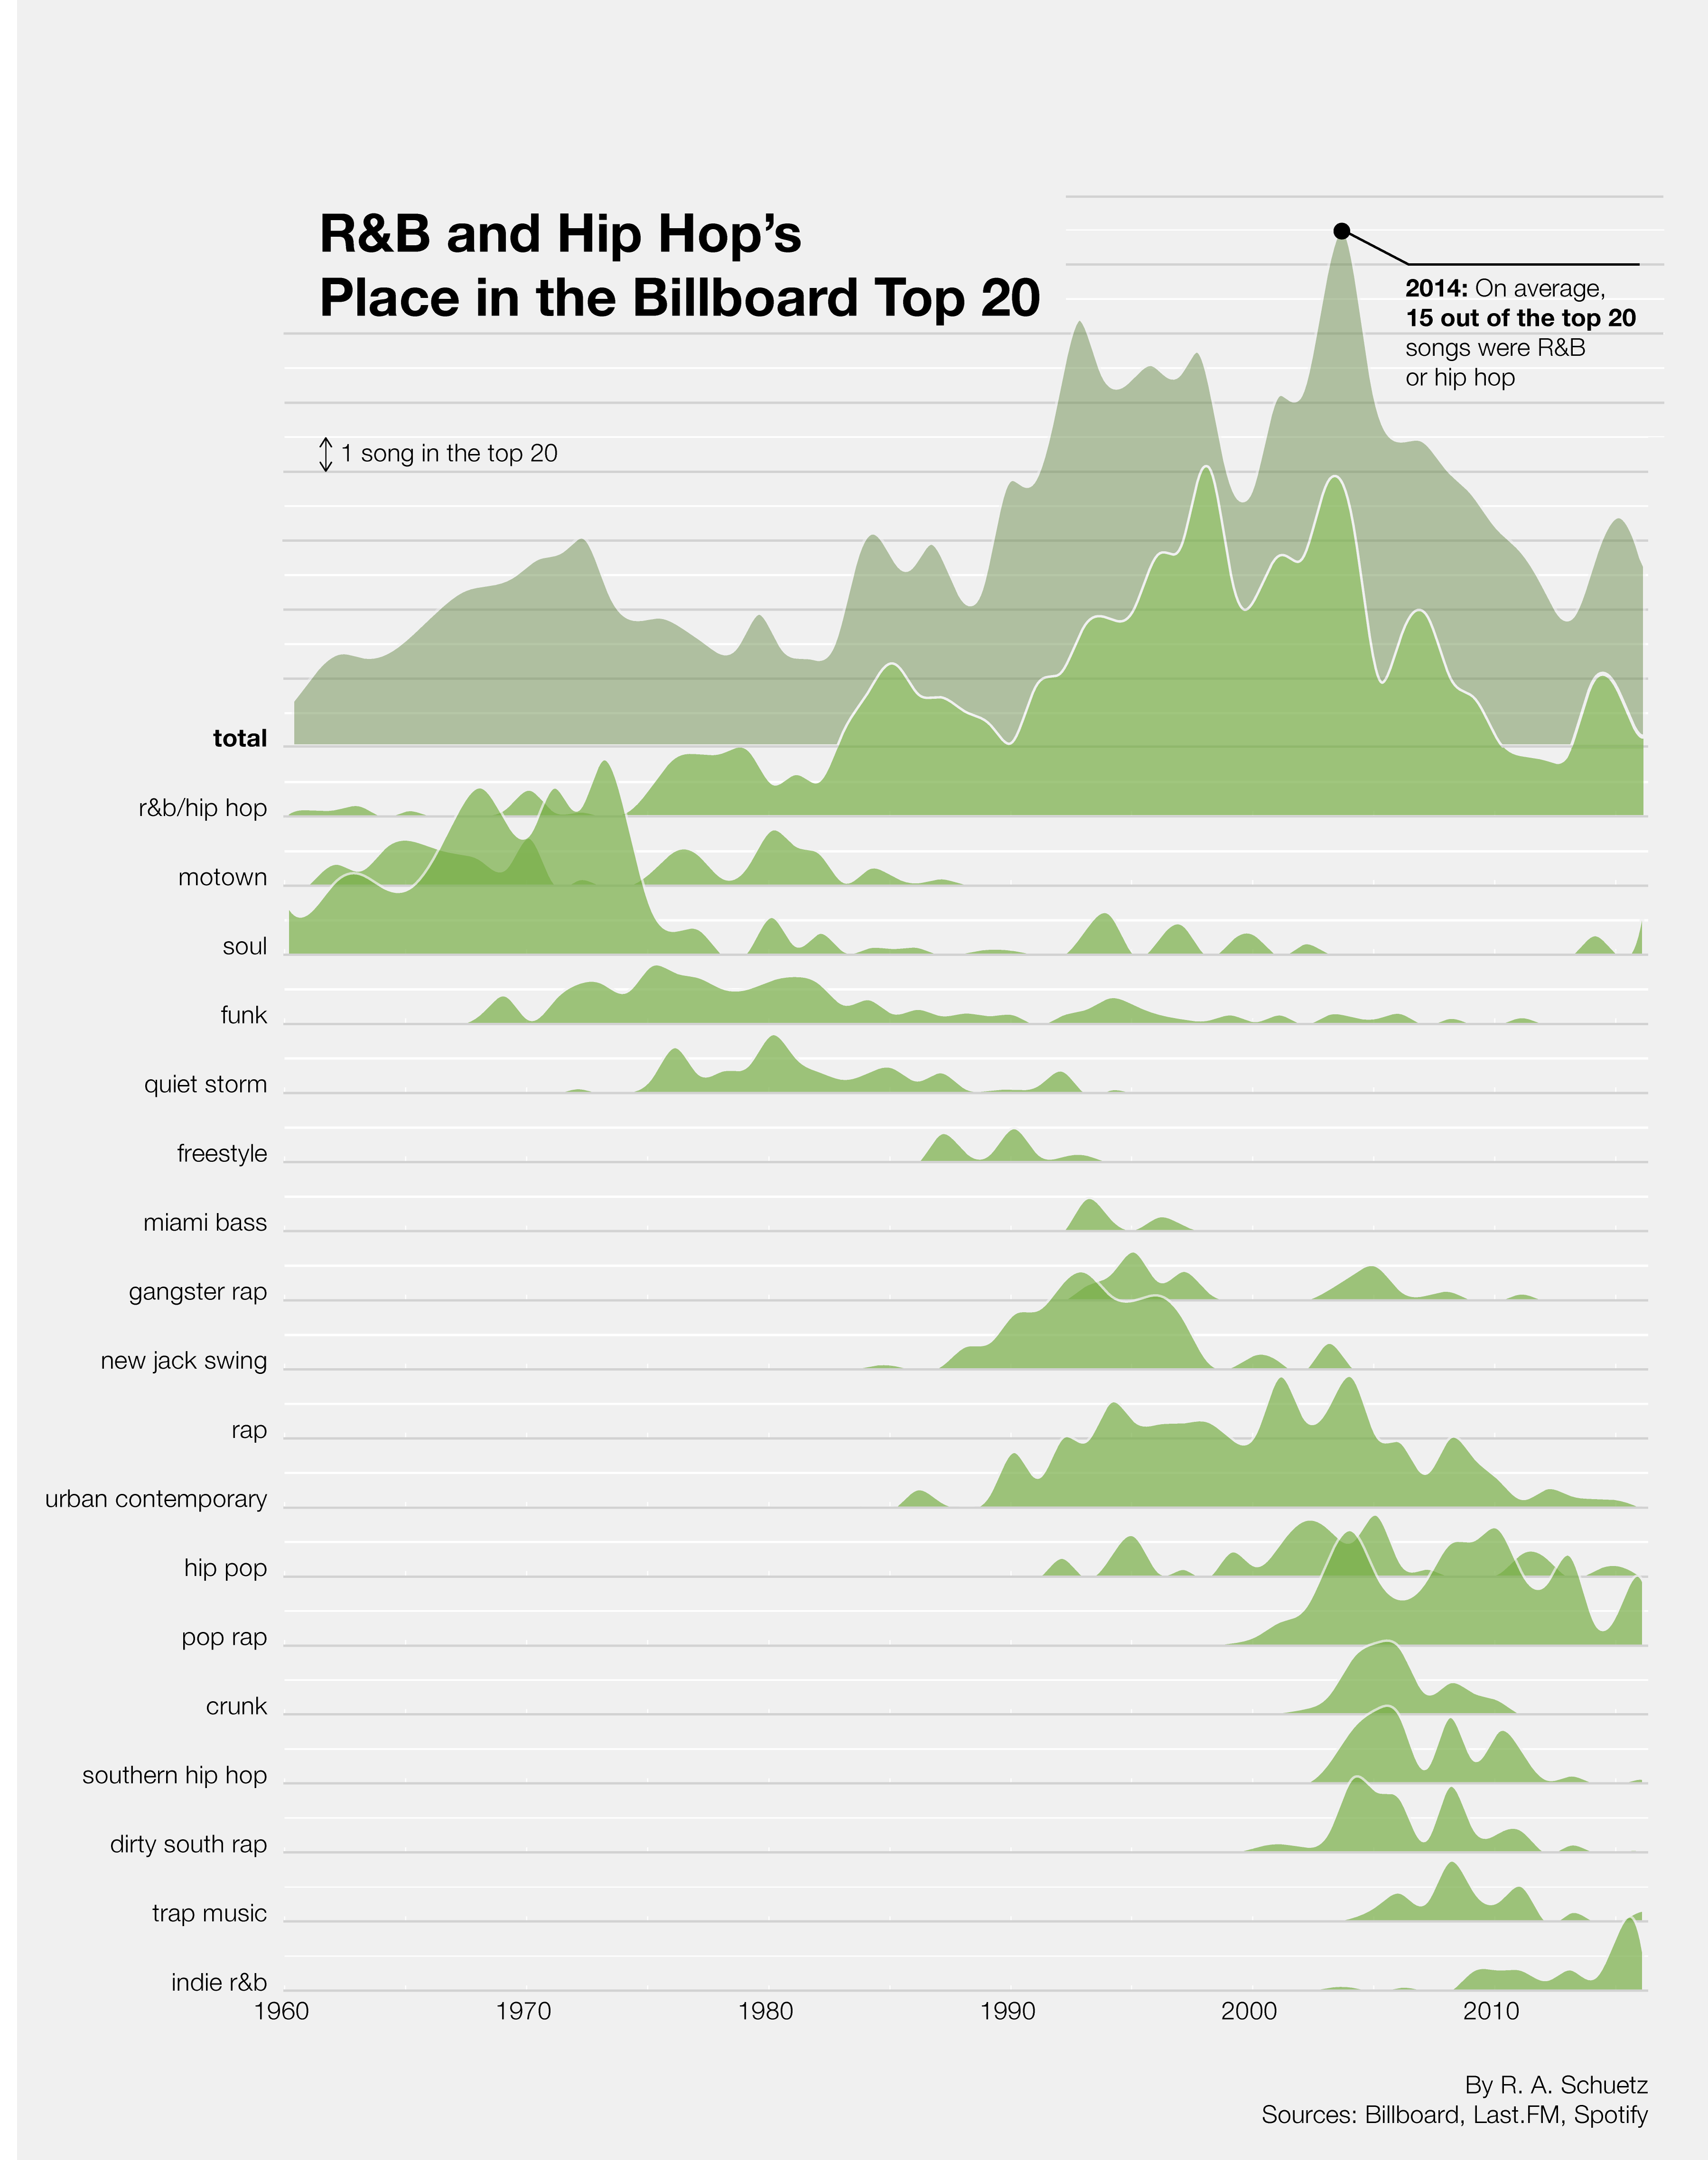 R&B and Hip Hop’s
Place in the Billboard Top 20
2014: On average,
15 out of the top 20
songs were R&B
or hip hop
1 song in the top 20
total
r&b/hip hop
motown
soul
funk
quiet storm
freestyle
miami bass
gangster rap
new jack swing
rap
urban contemporary
hip pop
pop rap
crunk
southern hip hop
dirty south rap
trap music
indie r&b
1960 1970 1980 1990 2000 2010
By R. A. Schuetz
Sources: Billboard, Last.FM, Spotify